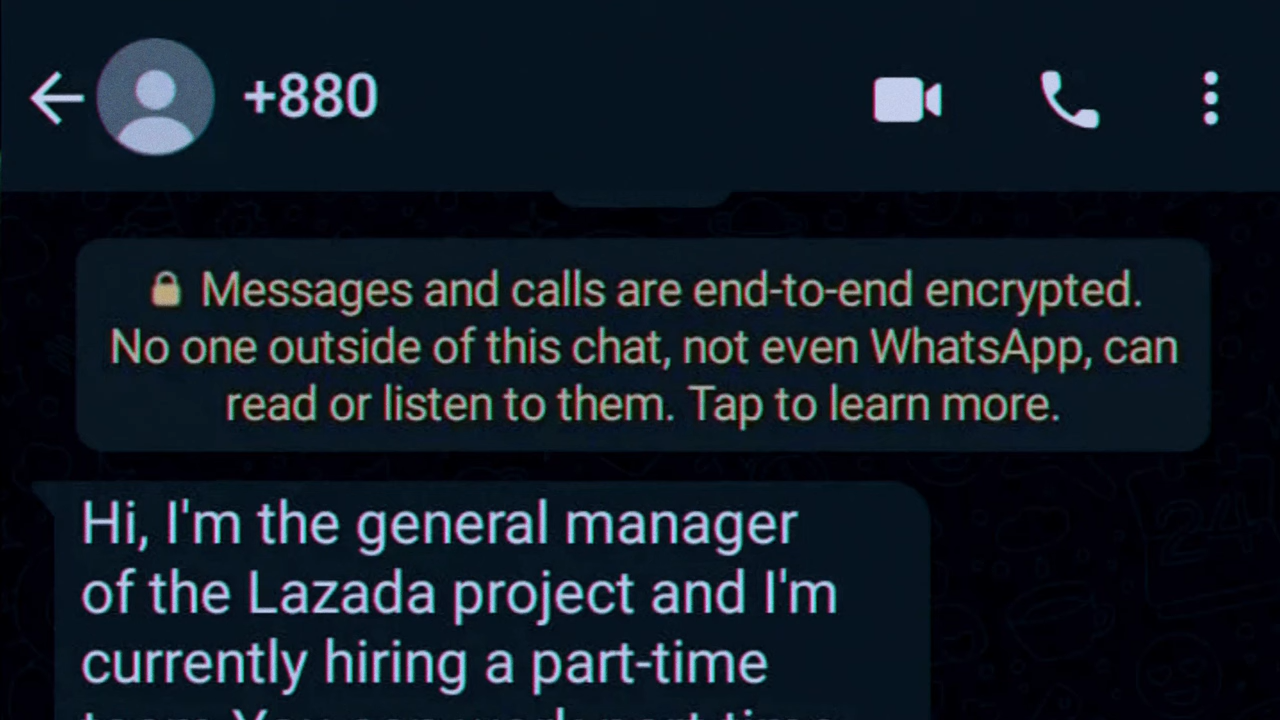 +880
Messages and calls are end-to-end encrypted.
No one outside of this chat, not even WhatsApp, can
read or listen to them. Tap to learn more.
Hi, I'm the general manager
of the Lazada project and I'm
currently hiring a part-time